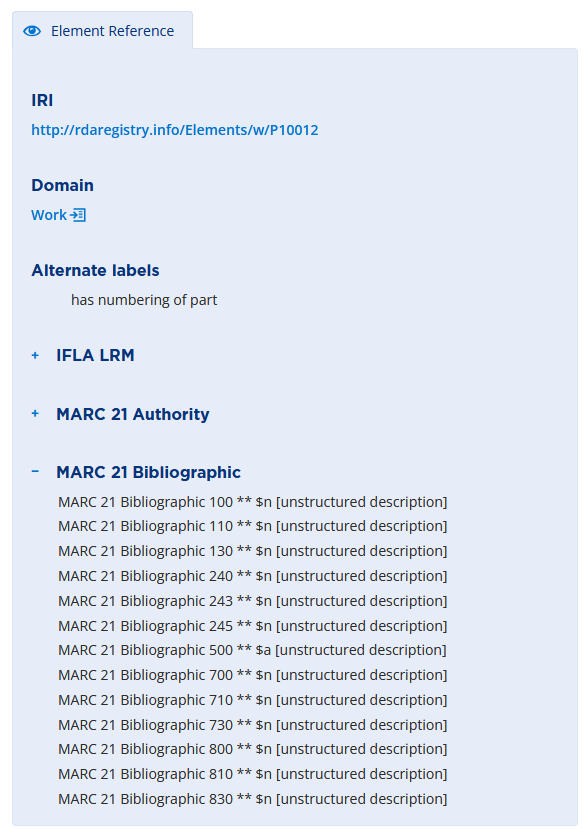 Element Reference
IRI
http://rdaregistry.info/Elements/w/P10012
Domain
Work
Alternate labels
has numbering of part
+ IFLA LRM
+ MARC 21 Authority
− MARC 21 Bibliographic
MARC 21 Bibliographic 100 ** $n [unstructured description]
MARC 21 Bibliographic 110 ** $n [unstructured description]
MARC 21 Bibliographic 130 ** $n [unstructured description]
MARC 21 Bibliographic 240 ** $n [unstructured description]
MARC 21 Bibliographic 243 ** $n [unstructured description]
MARC 21 Bibliographic 245 ** $n [unstructured description]
MARC 21 Bibliographic 500 ** $a [unstructured description]
MARC 21 Bibliographic 700 ** $n [unstructured description]
MARC 21 Bibliographic 710 ** $n [unstructured description]
MARC 21 Bibliographic 730 ** $n [unstructured description]
MARC 21 Bibliographic 800 ** $n [unstructured description]
MARC 21 Bibliographic 810 ** $n [unstructured description]
MARC 21 Bibliographic 830 ** $n [unstructured description]